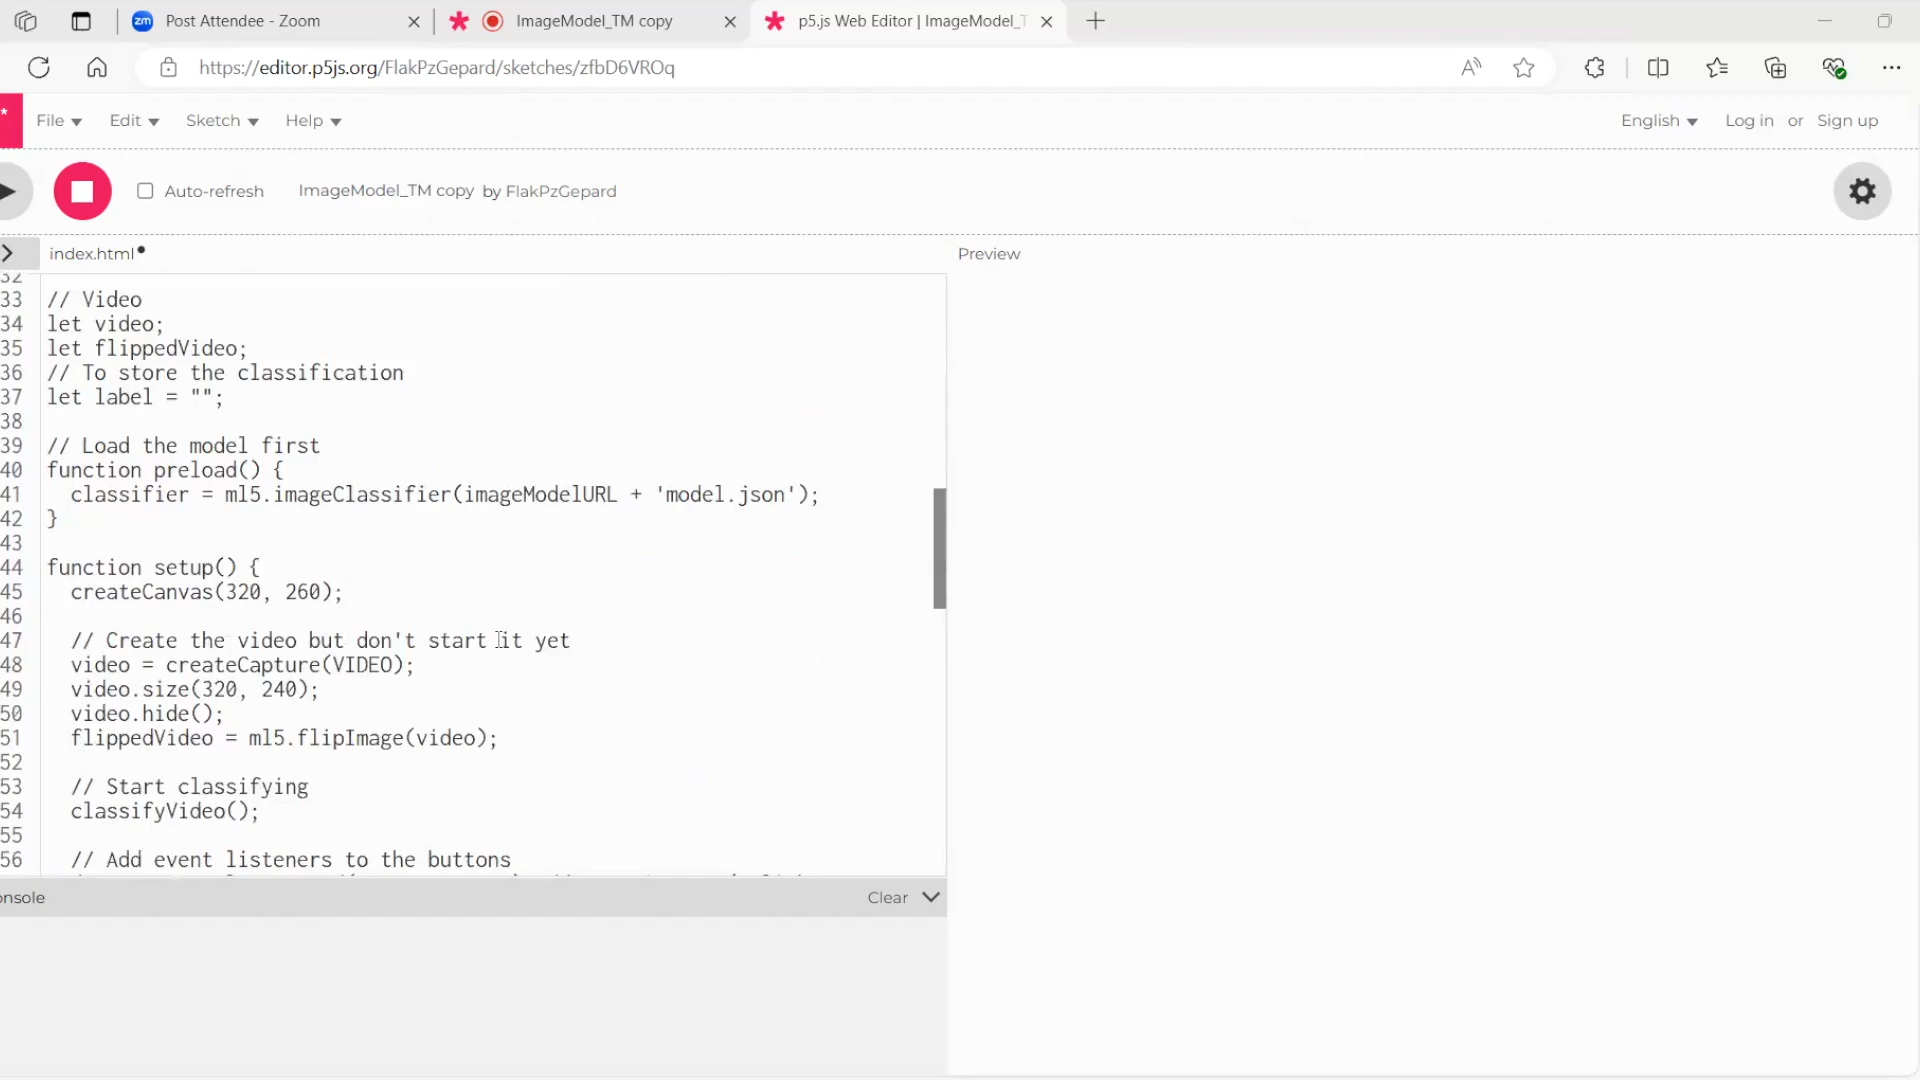 Post Attendee - Zoom
ImageModel_TM copy
p5.js Web Editor | ImageModel_T
https://editor.p5js.org/FlakPzGepard/sketches/zfbD6VROq
File
Edit
Sketch
Help
English
Log in or Sign up
Auto-refresh
ImageModel_TM copy by FlakPzGepard
index.html
Preview
32
33 // Video
34 let video;
35 let flippedVideo;
36 // To store the classification
37 let label = "";
38
39 // Load the model first
40 function preload() {
41 classifier = ml5.imageClassifier(imageModelURL + 'model.json');
42 }
43
44 function setup() {
45 createCanvas(320, 260);
46
47 // Create the video but don't start it yet
48 video = createCapture(VIDEO);
49 video.size(320, 240);
50 video.hide();
51 flippedVideo = ml5.flipImage(video);
52
53 // Start classifying
54 classifyVideo();
55
56 // Add event listeners to the buttons
onsole
Clear